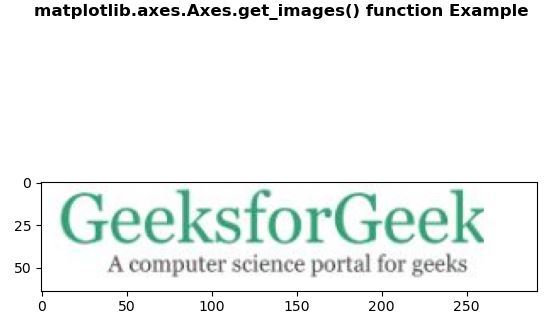 matplotlib.axes.Axes.get_images() function Example
0
GeeksforGeek
25
A computer science portal for geeks
50
0 50 100 150 200 250